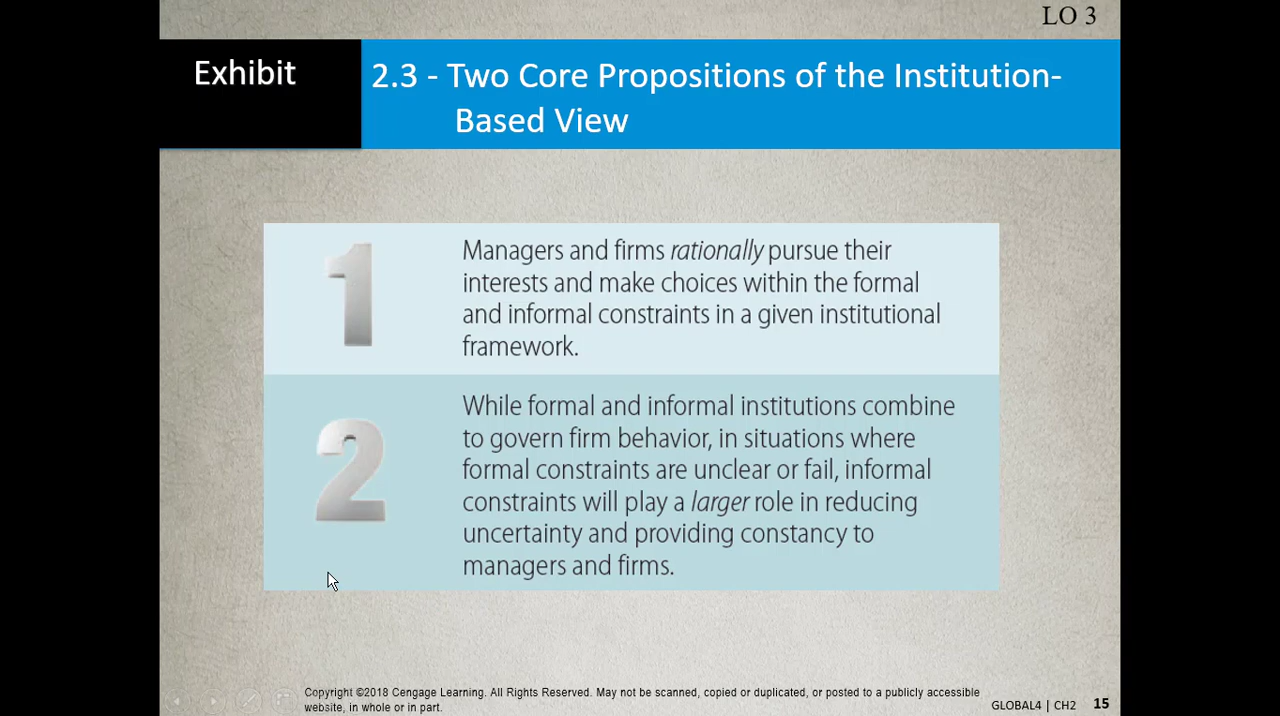 LO 3
Exhibit
2.3 - Two Core Propositions of the Institution-
Based View
1
Managers and firms rationally pursue their
interests and make choices within the formal
and informal constraints in a given institutional
framework.
2
While formal and informal institutions combine
to govern firm behavior, in situations where
formal constraints are unclear or fail, informal
constraints will play a larger role in reducing
uncertainty and providing constancy to
managers and firms.
Copyright ©2018 Cengage Learning. All Rights Reserved. May not be scanned, copied or duplicated, or posted to a publicly accessible
website, in whole or in part.
GLOBAL4 | CH2 15